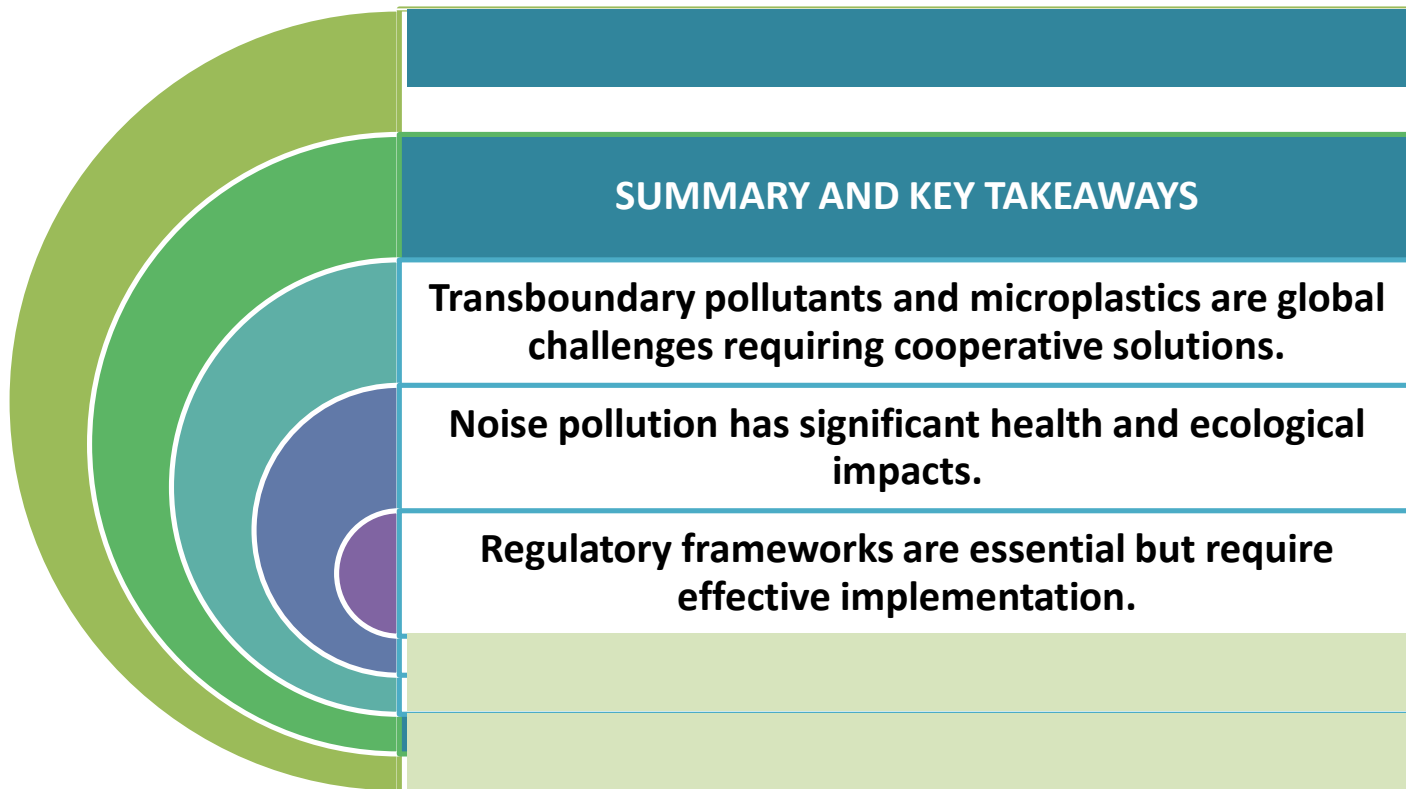 SUMMARY AND KEY TAKEAWAYS
Transboundary pollutants and microplastics are global
challenges requiring cooperative solutions.
Noise pollution has significant health and ecological
impacts.
Regulatory frameworks are essential but require
effective implementation.